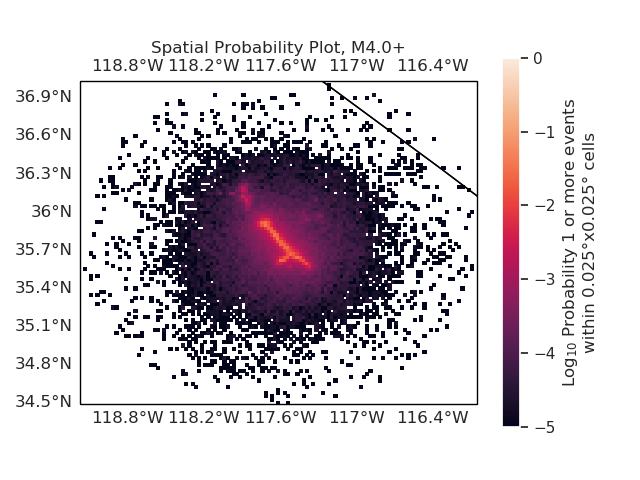 Spatial Probability Plot, M4.0+
118.8°W 118.2°W 117.6°W 117°W 116.4°W
36.9°N
36.6°N
36.3°N
36°N
35.7°N
35.4°N
35.1°N
34.8°N
34.5°N
118.8°W 118.2°W 117.6°W 117°W 116.4°W
0
−1
−2
−3
−4
−5
Log₁₀ Probability 1 or more events
within 0.025°x0.025° cells